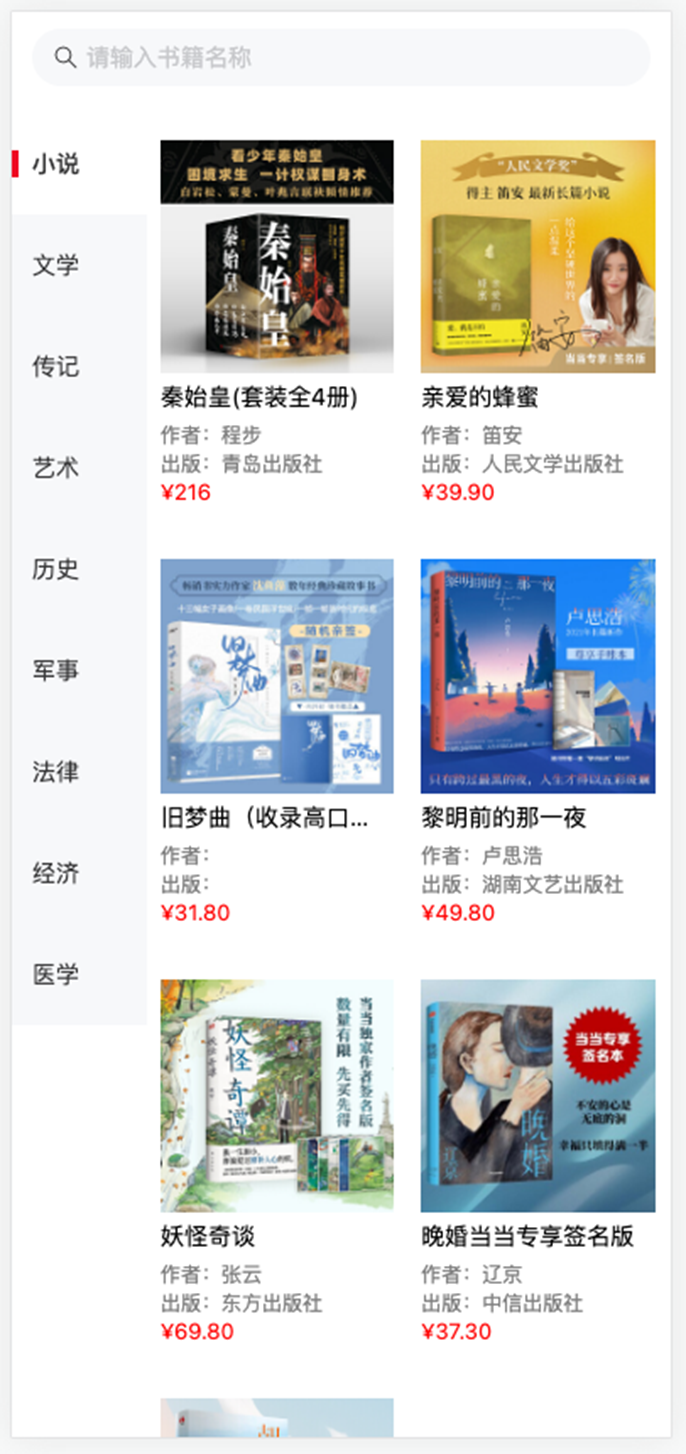 请输入书籍名称
小说
文学
传记
艺术
历史
军事
法律
经济
医学
看少年秦始皇
困境求生 一计权谋翻身术
秦始皇
秦始皇
秦始皇(套装全4册)
作者：程步
出版：青岛出版社
¥216
“人民文学奖”
得主 笛安 最新长篇小说
亲爱的
蜂蜜
当当专享 | 签名版
亲爱的蜂蜜
作者：笛安
出版：人民文学出版社
¥39.90
随机亲签
旧梦曲
旧梦曲（收录高口...
作者：
出版：
¥31.80
黎明前的那一夜
卢思浩
只有跨过最黑的夜，人生才得以五彩斑斓
黎明前的那一夜
作者：卢思浩
出版：湖南文艺出版社
¥49.80
当当独家作者签名版
数量有限 先买先得
妖怪奇谭
妖怪奇谈
作者：张云
出版：东方出版社
¥69.80
当当专享
签名本
不安的心是
无底的洞
幸福只填得满一半
晚婚
辽京
晚婚当当专享签名版
作者：辽京
出版：中信出版社
¥37.30